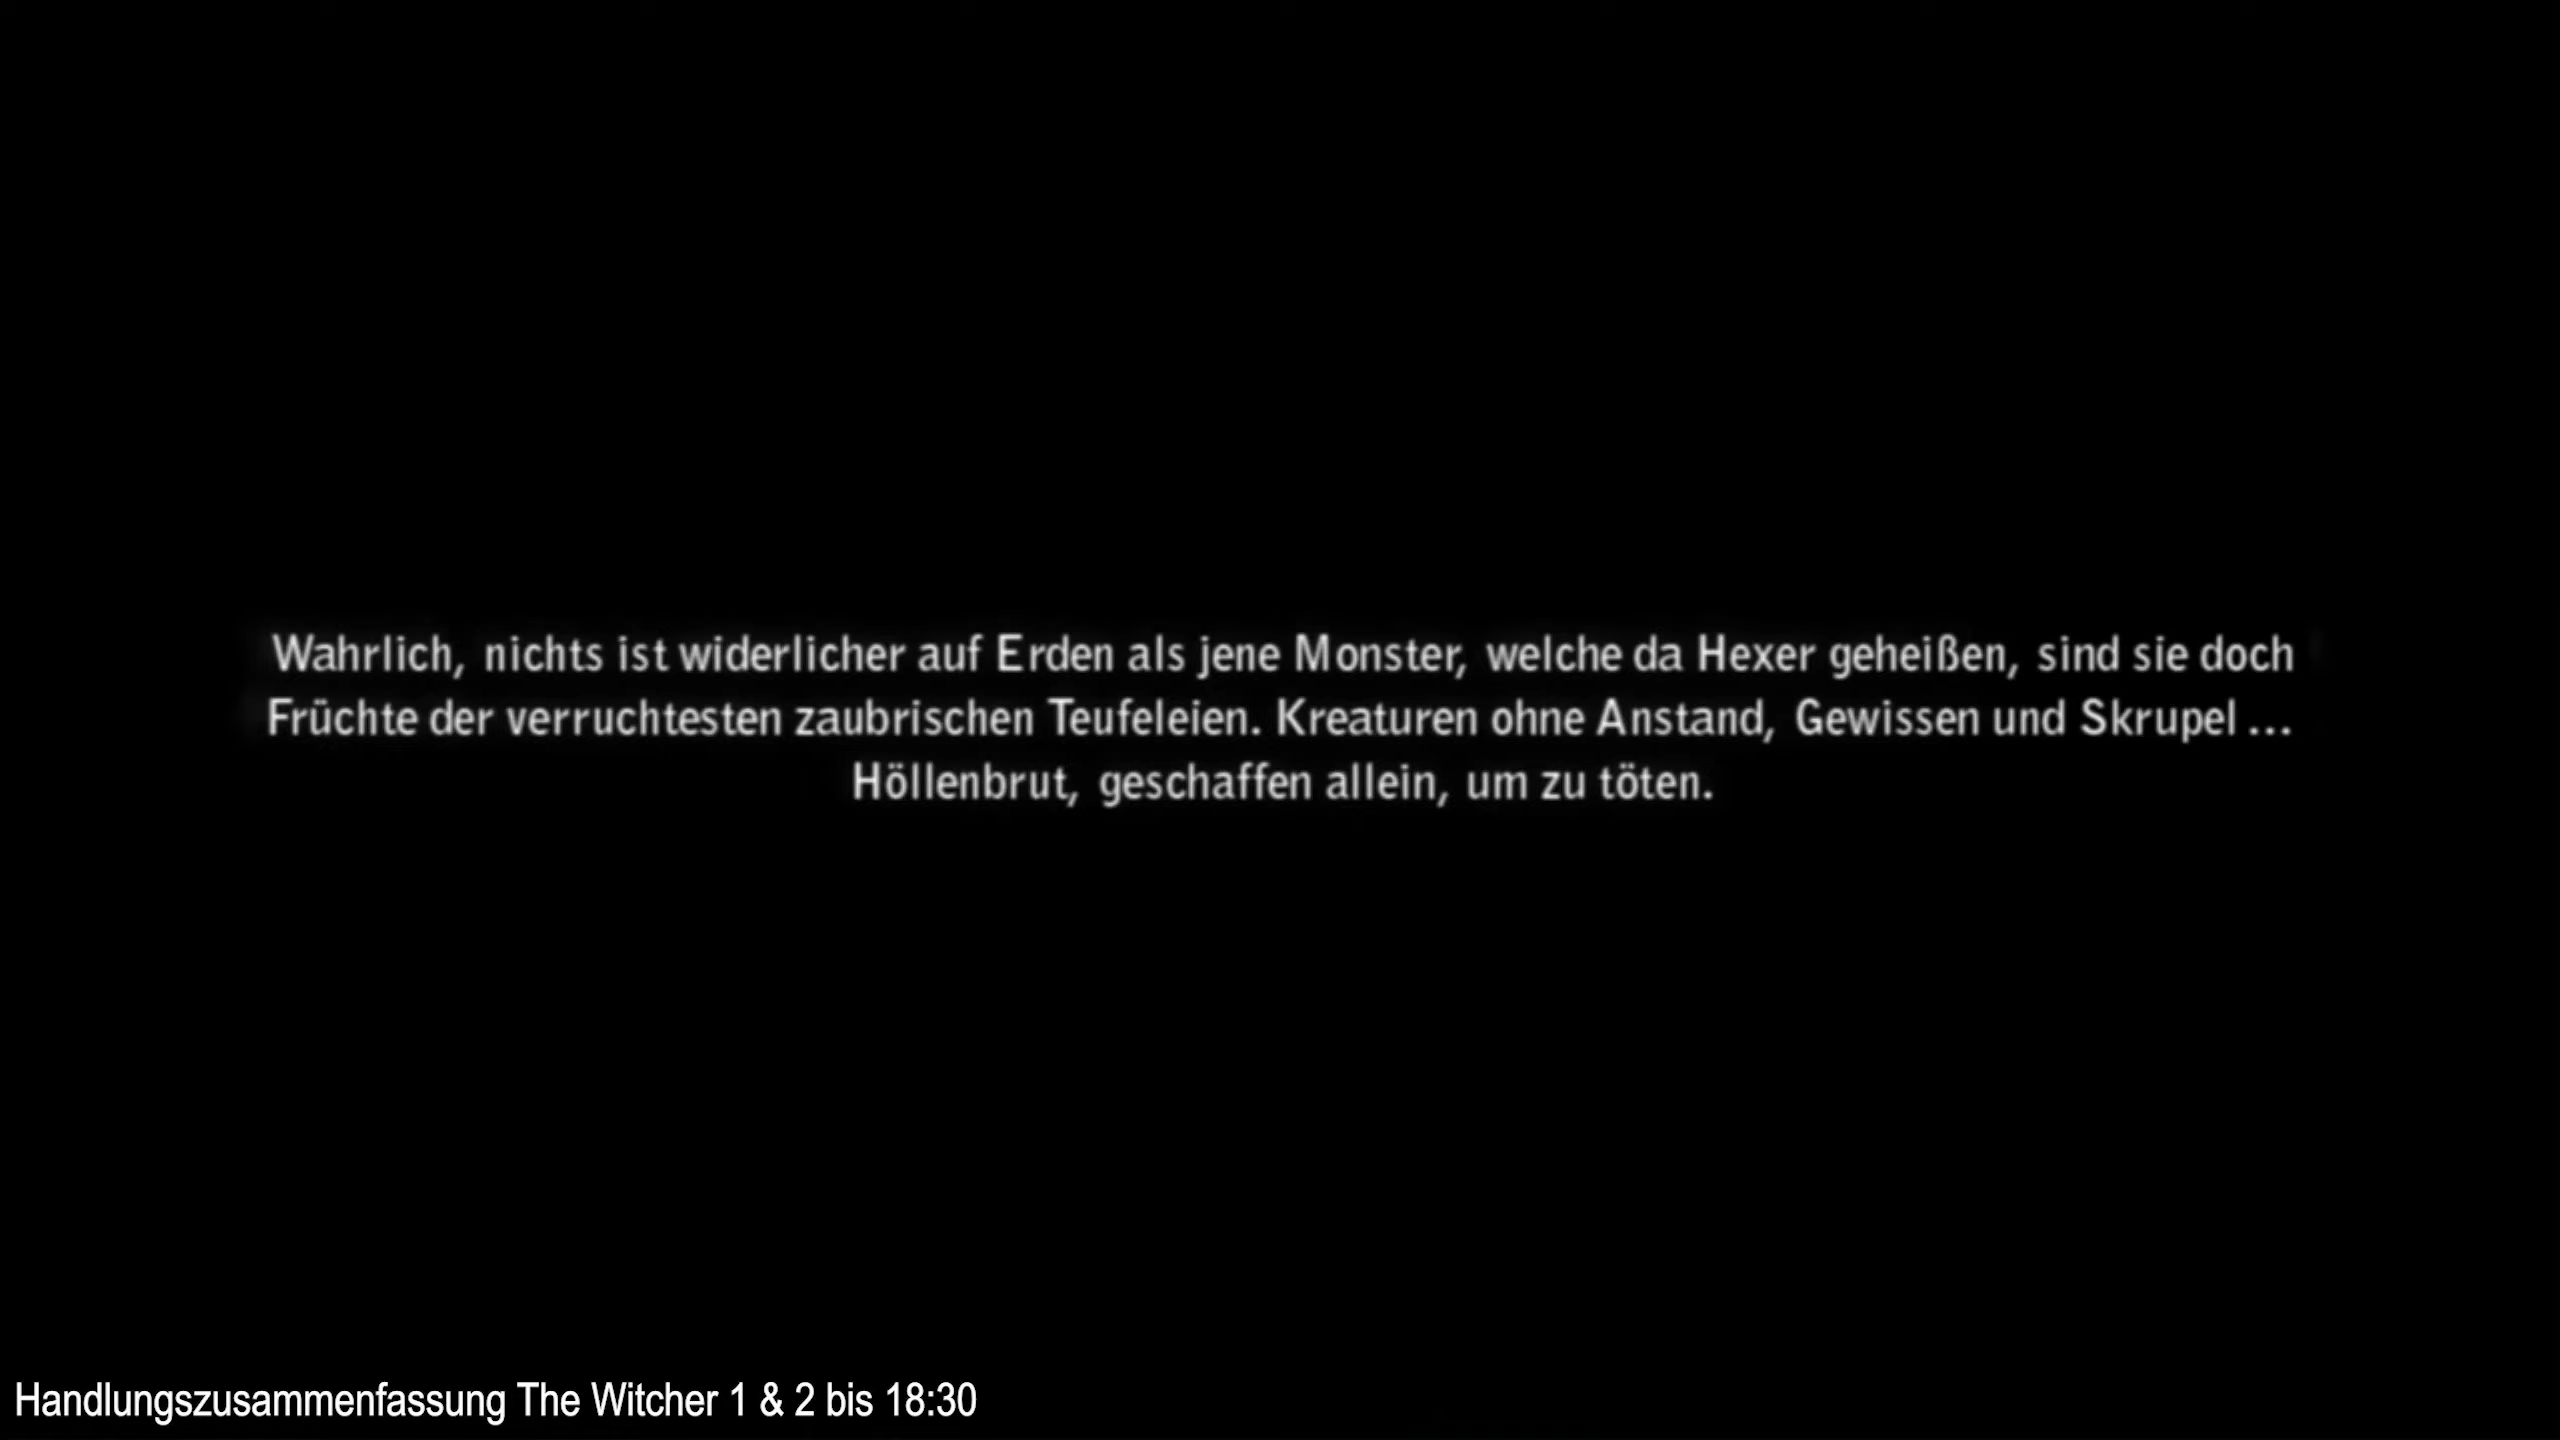 Wahrlich, nichts ist widerlicher auf Erden als jene Monster, welche da Hexer geheißen, sind sie doch
Früchte der verruchtesten zaubrischen Teufeleien. Kreaturen ohne Anstand, Gewissen und Skrupel ...
Höllenbrut, geschaffen allein, um zu töten.
Handlungszusammenfassung The Witcher 1 & 2 bis 18:30